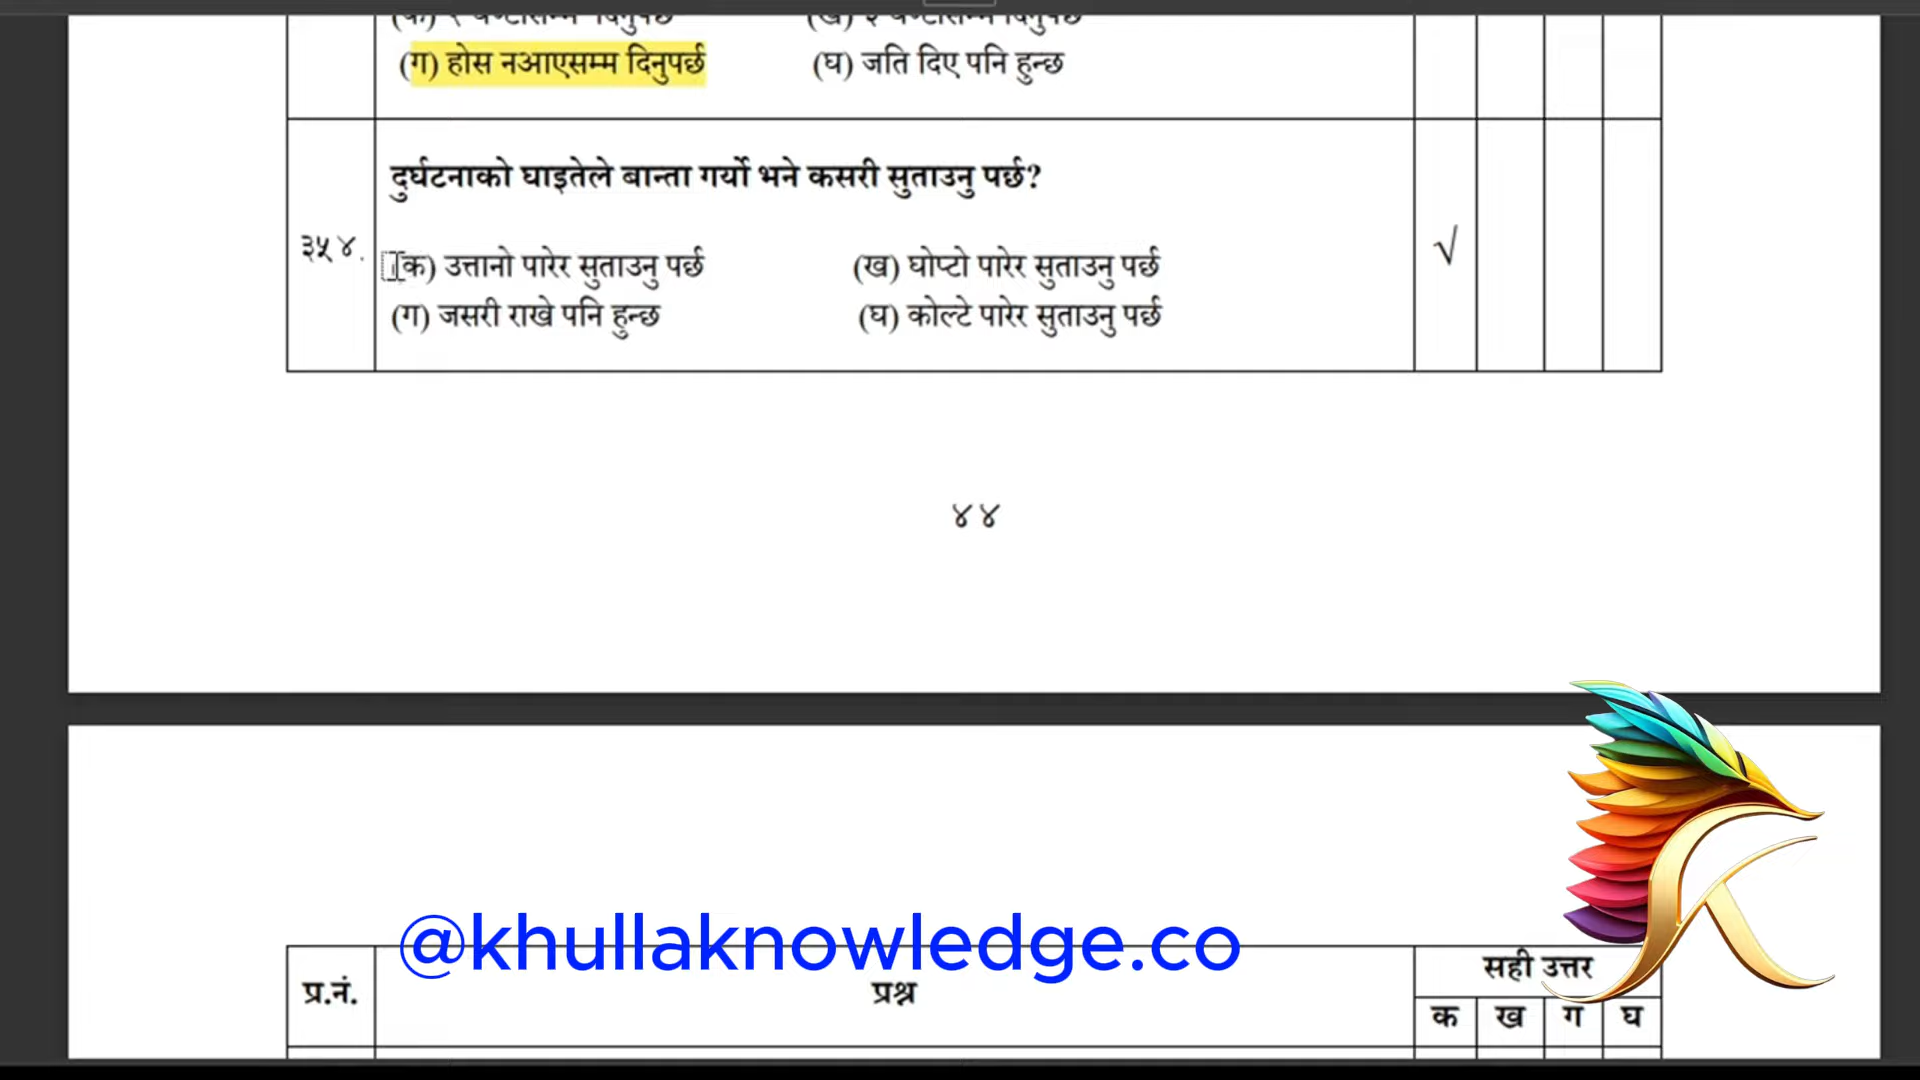 (ग) होस नआएसम्म दिनुपर्छ (घ) जति दिए पनि हुन्छ
दुर्घटनाको घाइतेले बान्ता गर्यो भने कसरी सुताउनु पर्छ?
३५४.
(क) उत्तानो पारेर सुताउनु पर्छ (ख) घोप्टो पारेर सुताउनु पर्छ
√
(ग) जसरी राखे पनि हुन्छ (घ) कोल्टे पारेर सुताउनु पर्छ
४४
@khullaknowledge.co
सही उत्तर
प्र.नं. प्रश्न
क ख ग घ